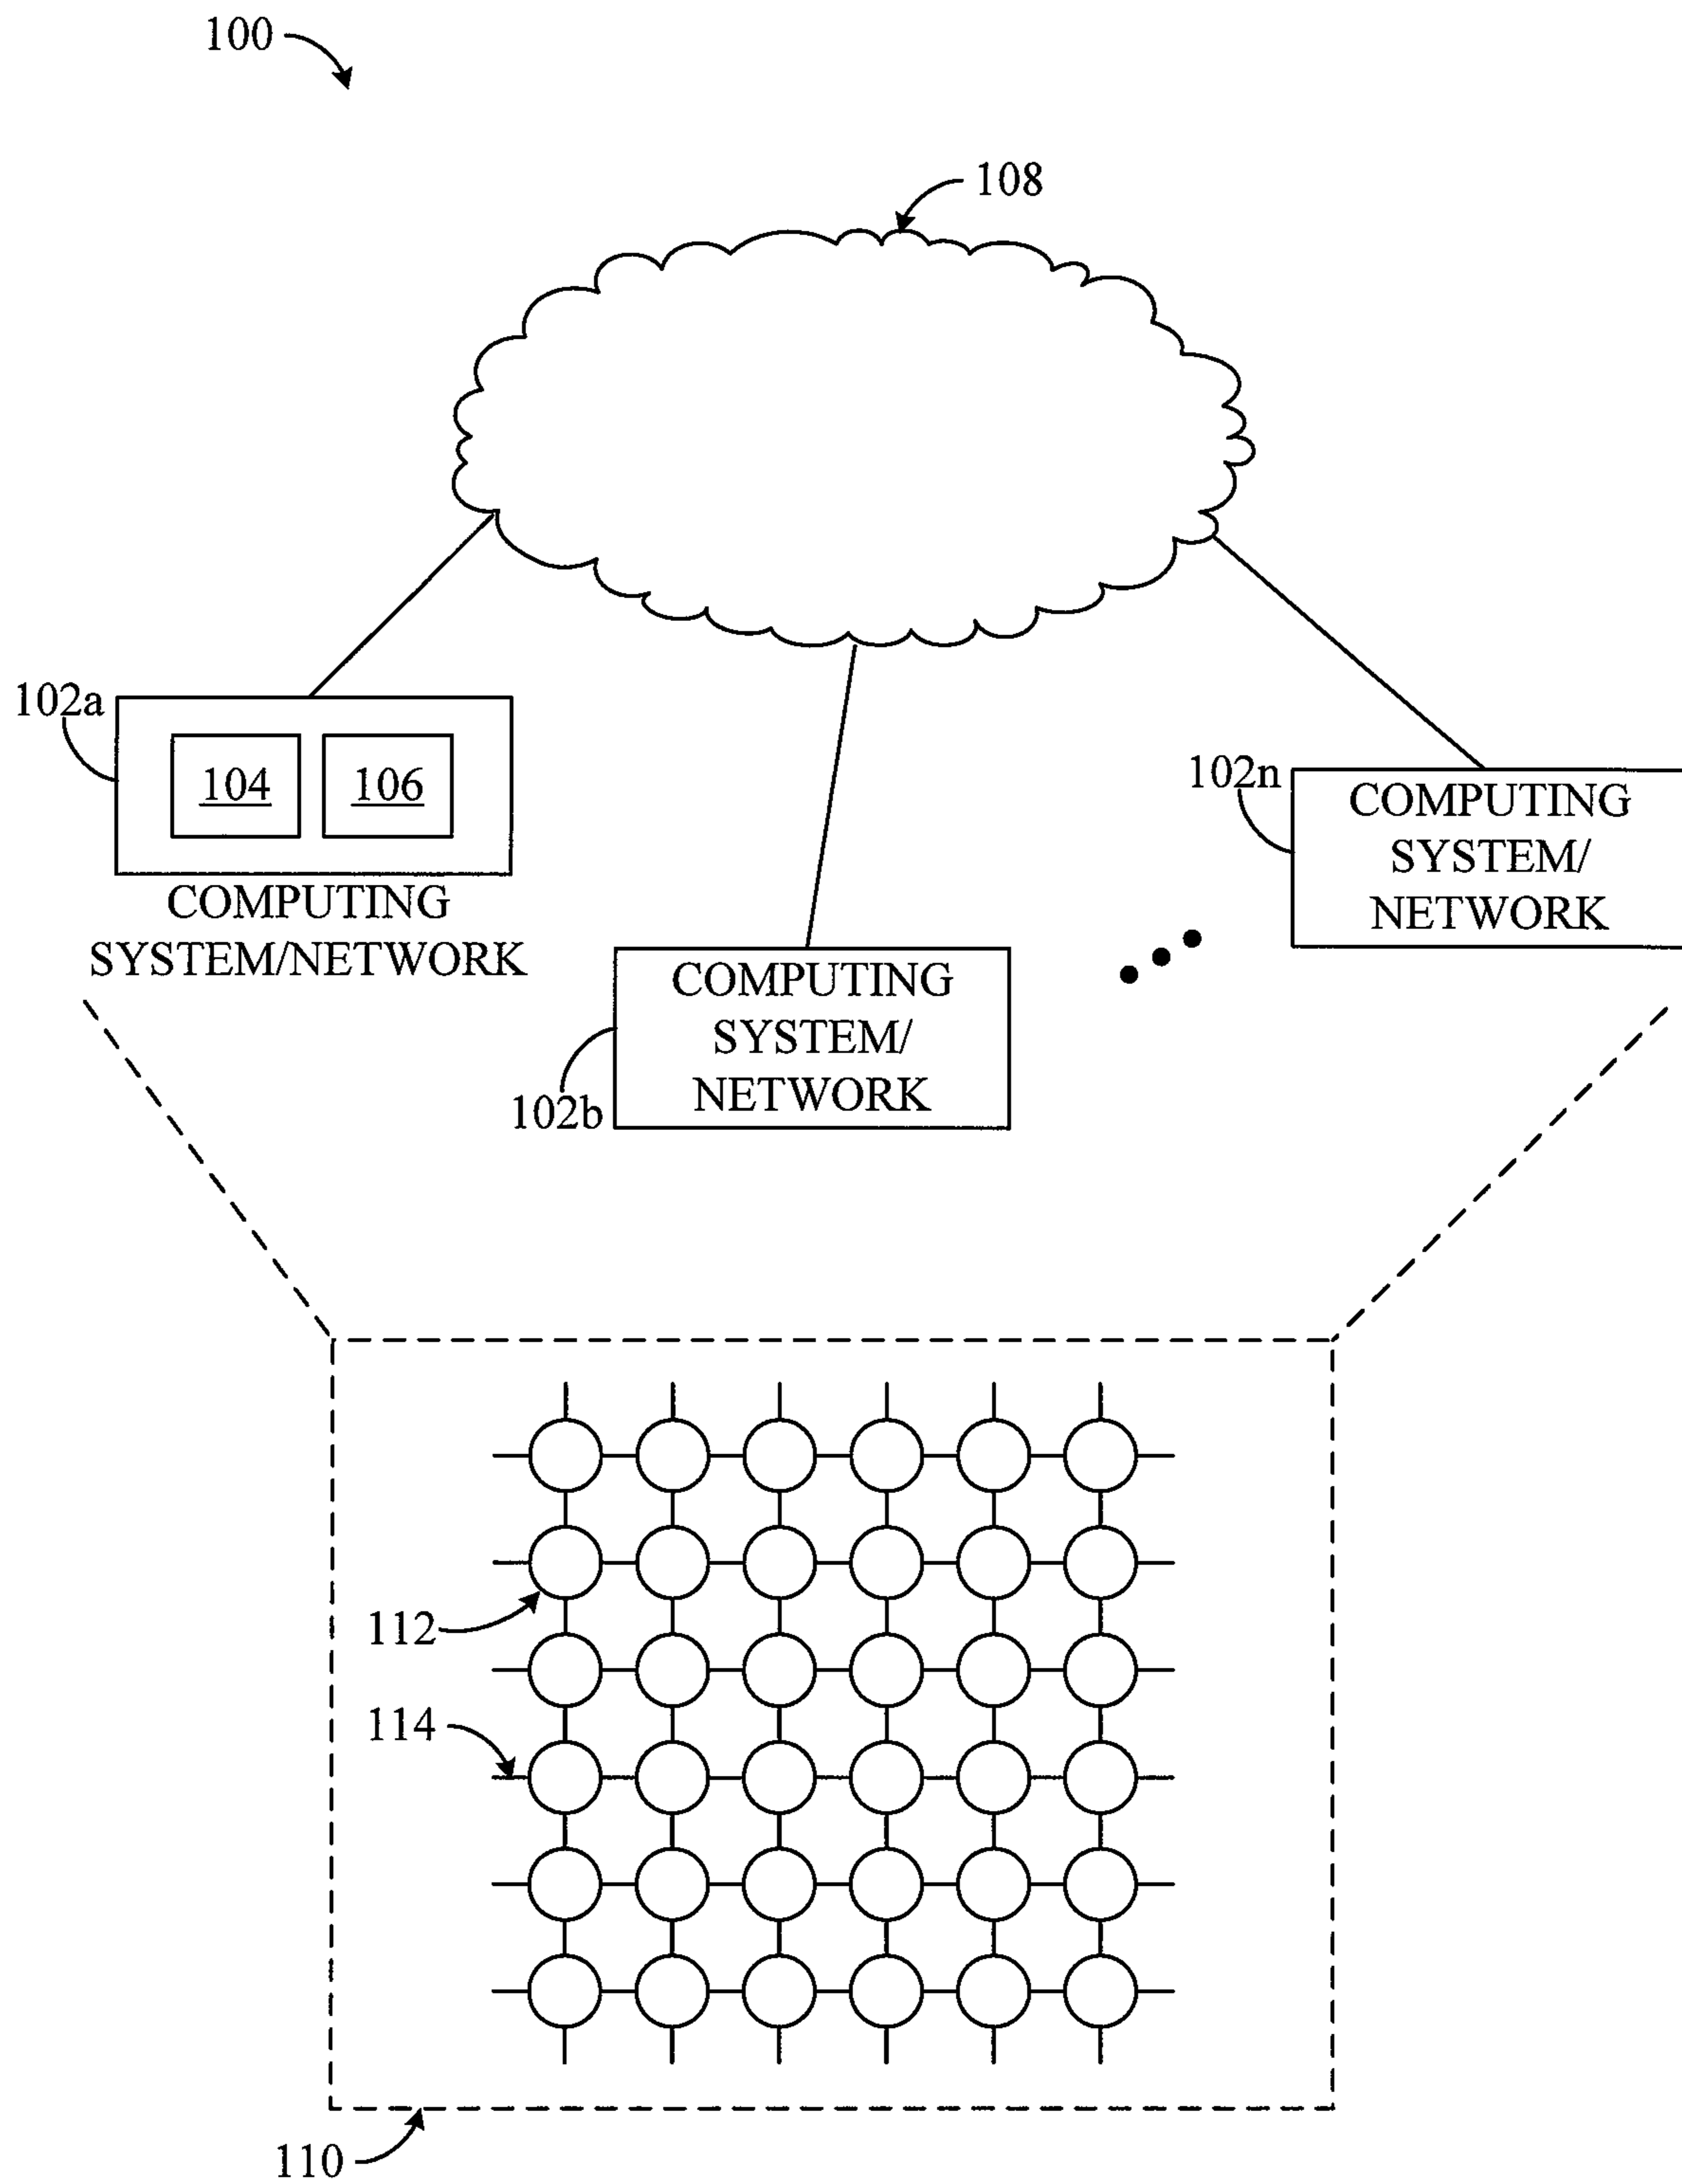 100
108
102a
104
106
COMPUTING
SYSTEM/NETWORK
102n
COMPUTING
SYSTEM/
NETWORK
COMPUTING
SYSTEM/
NETWORK
102b
112
114
110